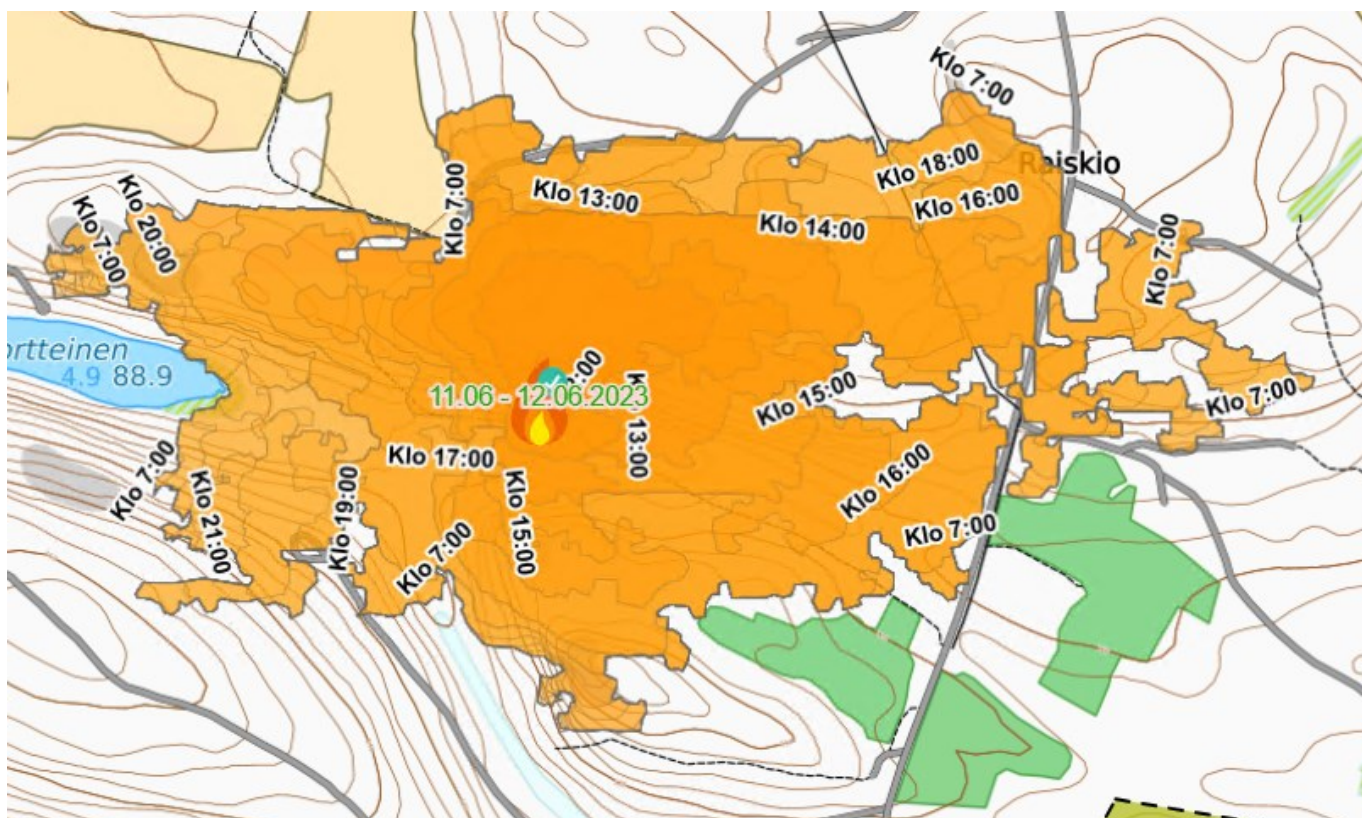 Klo 7:00
Klo 18:00
Raiskio
Klo 7:00
Klo 13:00
Klo 16:00
Klo 20:00
Klo 7:00
Klo 14:00
Klo 7:00
ortteinen
4.9 88.9
11.06 - 12.06.2023
Klo 13:00
Klo 15:00
Klo 7:00
Klo 17:00
Klo 7:00
Klo 21:00
Klo 19:00
Klo 15:00
Klo 16:00
Klo 7:00
Klo 7:00